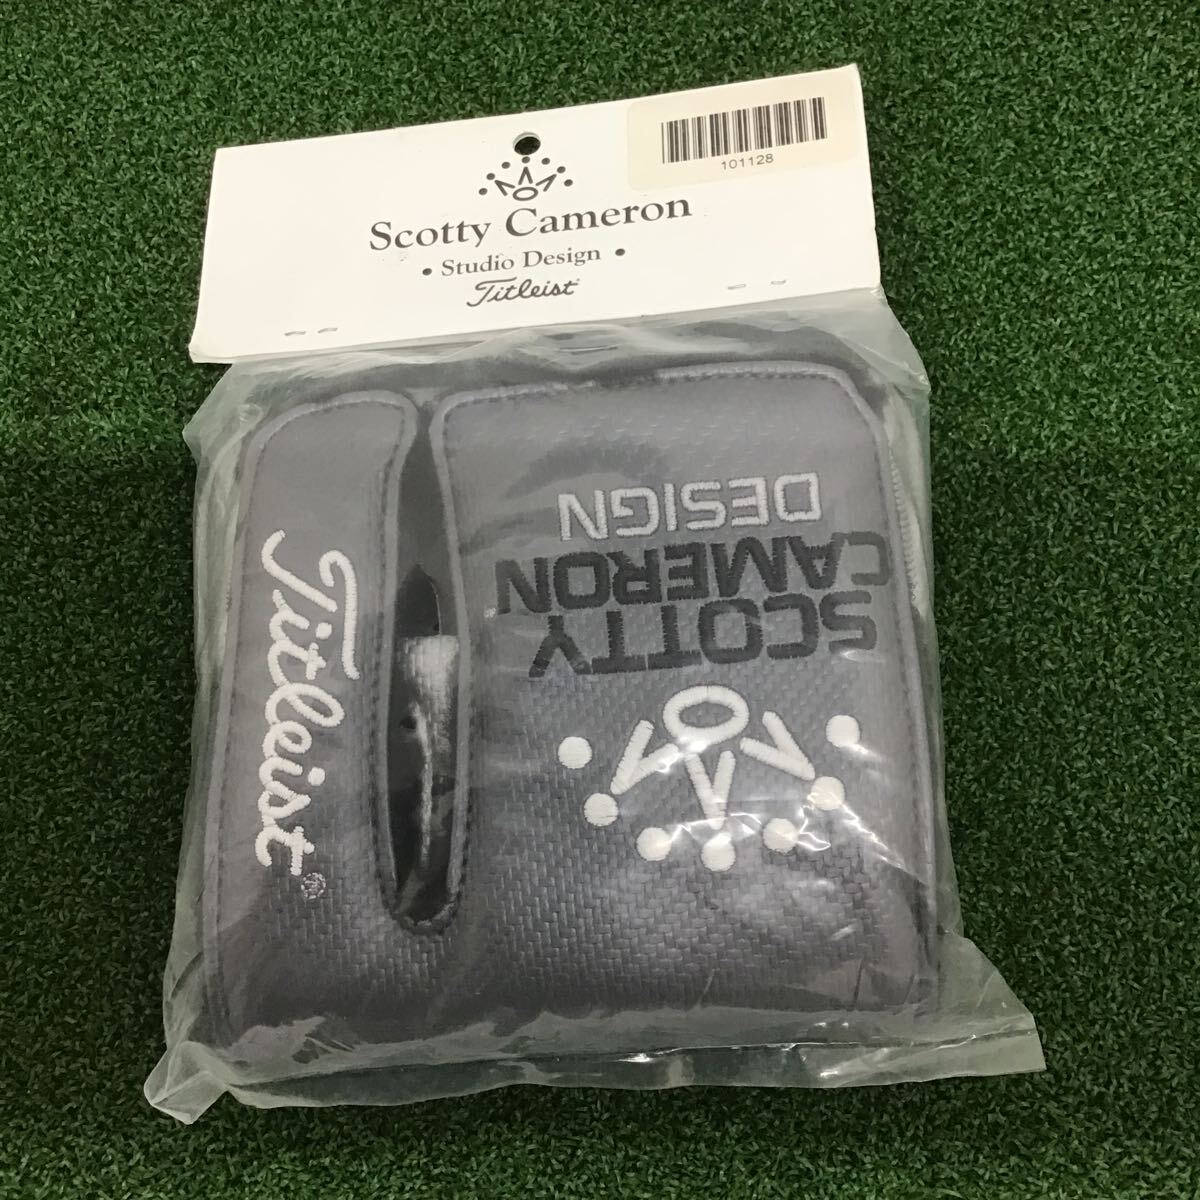 101128
Scotty Cameron
• Studio Design •
Titleist®
Titleist®
SCOTTY
CAMERON
DESIGN